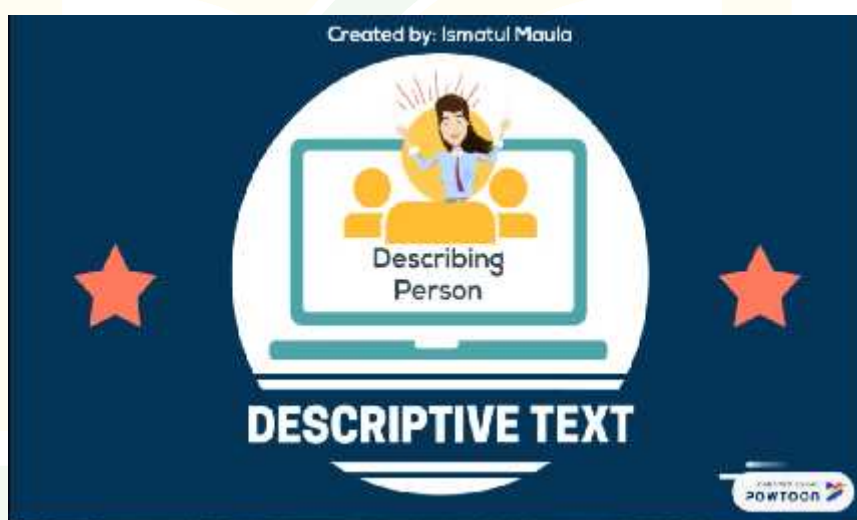 Created by: Ismatul Maula
Describing
Person
DESCRIPTIVE TEXT
POWTOON